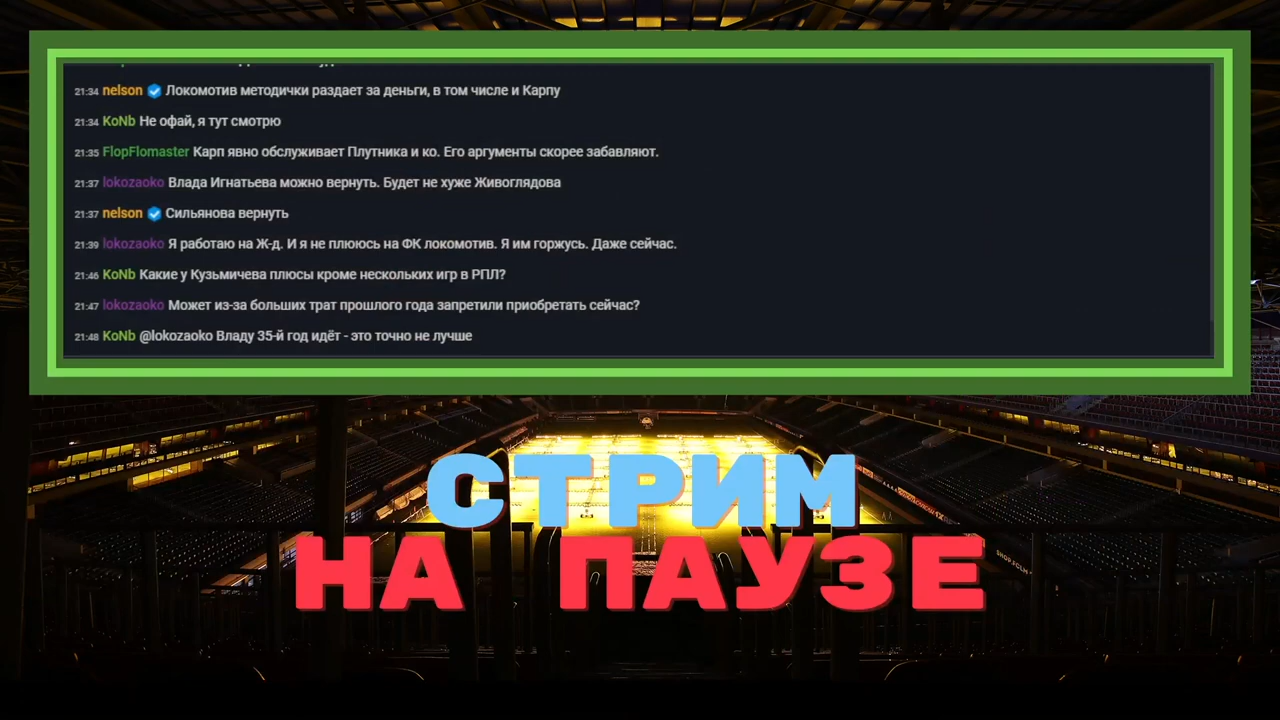 21:34 nelson Локомотив методички раздает за деньги, в том числе и Карпу
21:34 KoNb Не офай, я тут смотрю
21:35 FlopFlomaster Карп явно обслуживает Плутника и ко. Его аргументы скорее забавляют.
21:37 lokozaoko Влада Игнатьева можно вернуть. Будет не хуже Живоглядова
21:37 nelson Сильянова вернуть
21:39 lokozaoko Я работаю на Ж-д. И я не плююсь на ФК локомотив. Я им горжусь. Даже сейчас.
21:46 KoNb Какие у Кузьмичева плюсы кроме нескольких игр в РПЛ?
21:47 lokozaoko Может из-за больших трат прошлого года запретили приобретать сейчас?
21:48 KoNb @lokozaoko Владу 35-й год идёт - это точно не лучше
СТРИМ
НА ПАУЗЕ
SHOP.FCLM